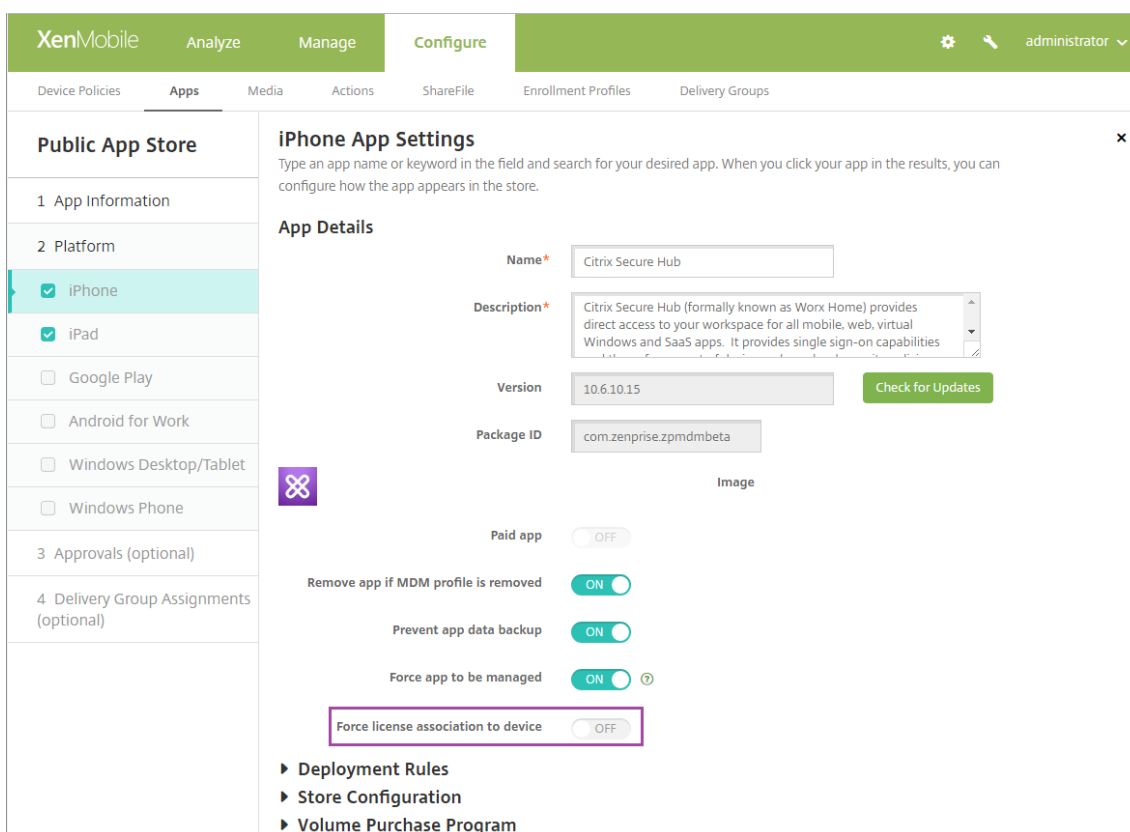 XenMobile Analyze Manage Configure administrator
Device Policies Apps Media Actions ShareFile Enrollment Profiles Delivery Groups
Public App Store
1 App Information
2 Platform
iPhone
iPad
Google Play
Android for Work
Windows Desktop/Tablet
Windows Phone
3 Approvals (optional)
4 Delivery Group Assignments
(optional)
iPhone App Settings
Type an app name or keyword in the field and search for your desired app. When you click your app in the results, you can
configure how the app appears in the store.
App Details
Name* Citrix Secure Hub
Description* Citrix Secure Hub (formally known as Worx Home) provides
direct access to your workspace for all mobile, web, virtual
Windows and SaaS apps. It provides single sign-on capabilities
Version 10.6.10.15 Check for Updates
Package ID com.zenprise.zpmdmbeta
Image
Paid app OFF
Remove app if MDM profile is removed ON
Prevent app data backup ON
Force app to be managed ON ?
Force license association to device OFF
Deployment Rules
Store Configuration
Volume Purchase Program